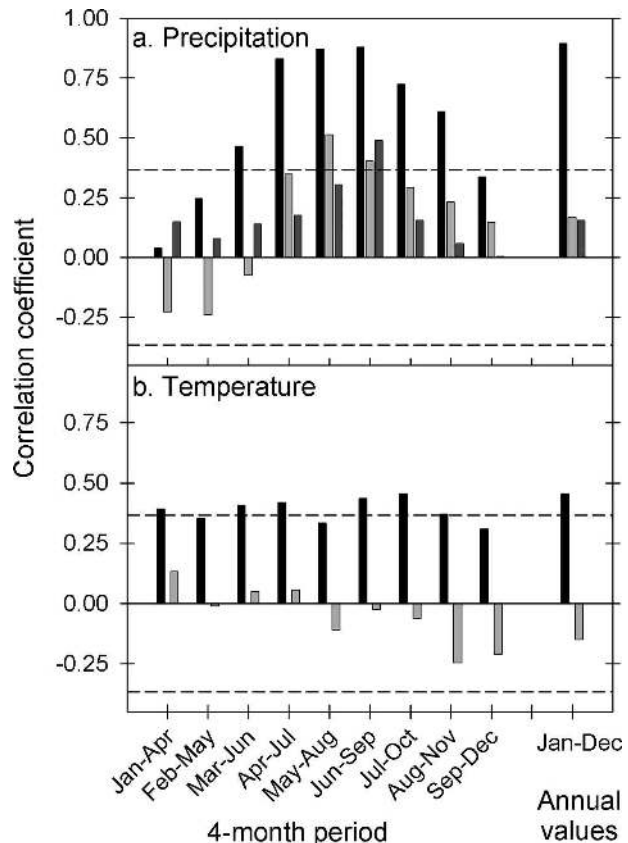 1.00
a. Precipitation
0.75
0.50
0.25
0.00
-0.25
Correlation coefficient
b. Temperature
0.75
0.50
0.25
0.00
-0.25
Jan-Apr
Feb-May
Mar-Jun
Apr-Jul
May-Aug
Jun-Sep
Jul-Oct
Aug-Nov
Sep-Dec
Jan-Dec
4-month period
Annual
values